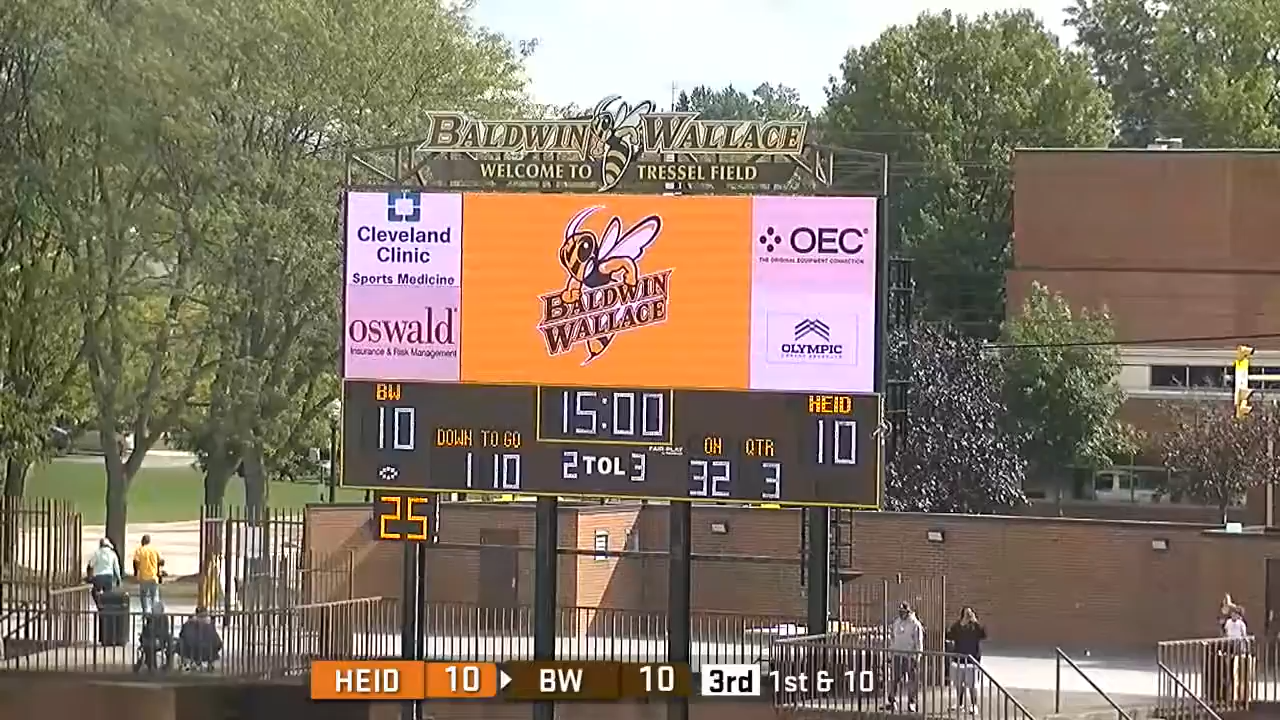 BALDWIN WALLACE
WELCOME TO TRESSEL FIELD
Cleveland
Clinic
Sports Medicine
oswald
Insurance & Risk Management
BALDWIN
WALLACE
OEC
THE ORIGINAL EQUIPMENT CONNECTION
OLYMPIC
BW
10
15:00
HEID
10
DOWN TO GO
1 10
2 TOL 3
FAIR-PLAY
ON QTR
32 3
25
HEID 10 BW 10 3rd 1st & 10